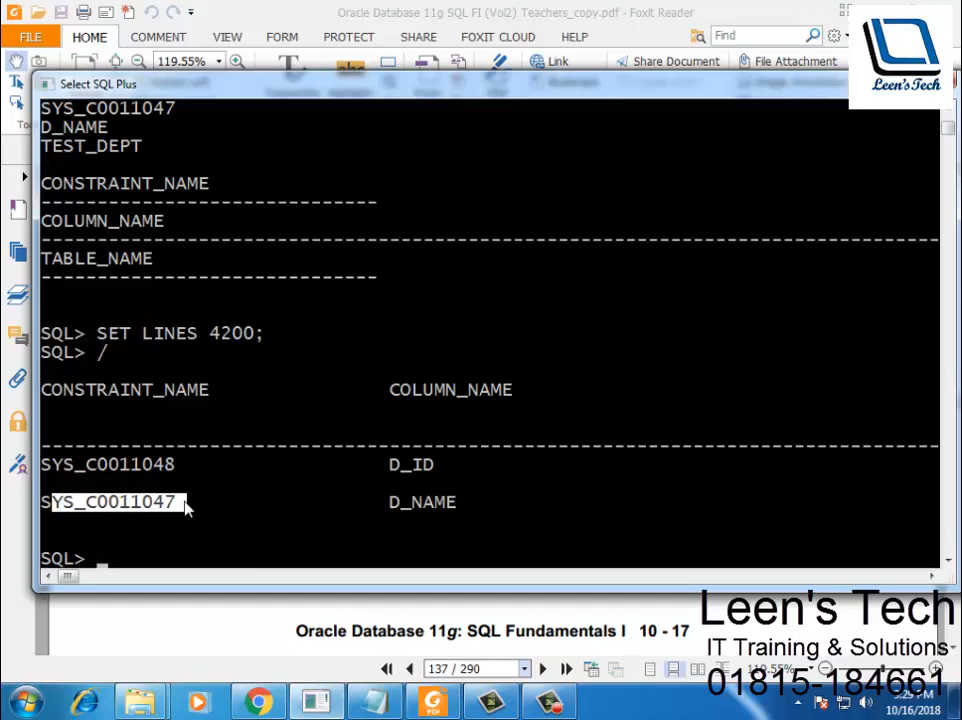 Oracle Database 11g SQL FI (Vol2) Teachers_copy.pdf - Foxit Reader
FILE HOME COMMENT VIEW FORM PROTECT SHARE FOXIT CLOUD HELP Find
119.55% Link Share Document File Attachment
Leen'sTech
Select SQL Plus
SYS_C0011047
D_NAME
TEST_DEPT
CONSTRAINT_NAME
------------------------------
COLUMN_NAME
--------------------------------------------------------------------------------
TABLE_NAME
------------------------------
SQL> SET LINES 4200;
SQL> /
CONSTRAINT_NAME COLUMN_NAME
--------------------------------------------------------------------------------
SYS_C0011048 D_ID
SYS_C0011047 D_NAME
SQL> _
Oracle Database 11g: SQL Fundamentals I 10 - 17
Leen's Tech
IT Training & Solutions
137 / 290 119.55%
01815-184661
10/16/2018